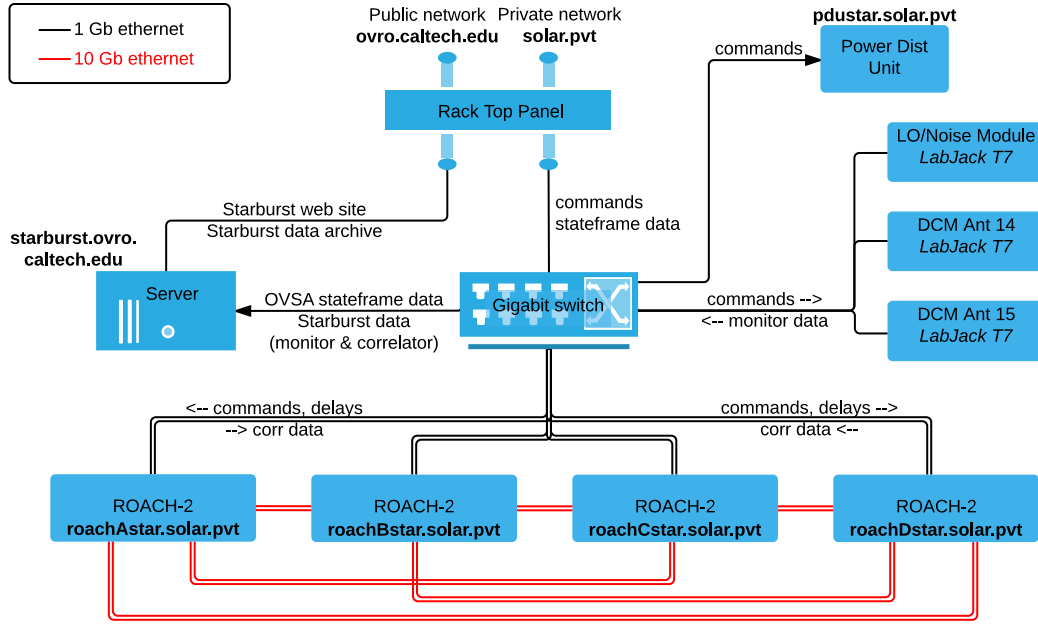 1 Gb ethernet
10 Gb ethernet
Public network
ovro.caltech.edu
Private network
solar.pvt
pdustar.solar.pvt
commands
Power Dist
Unit
Rack Top Panel
LO/Noise Module
LabJack T7
Starburst web site
Starburst data archive
commands
stateframe data
DCM Ant 14
LabJack T7
starburst.ovro.
caltech.edu
Server
OVSA stateframe data
Starburst data
(monitor & correlator)
Gigabit switch
commands -->
<-- monitor data
DCM Ant 15
LabJack T7
<-- commands, delays
--> corr data
commands, delays -->
corr data <--
ROACH-2
roachAstar.solar.pvt
ROACH-2
roachBstar.solar.pvt
ROACH-2
roachCstar.solar.pvt
ROACH-2
roachDstar.solar.pvt